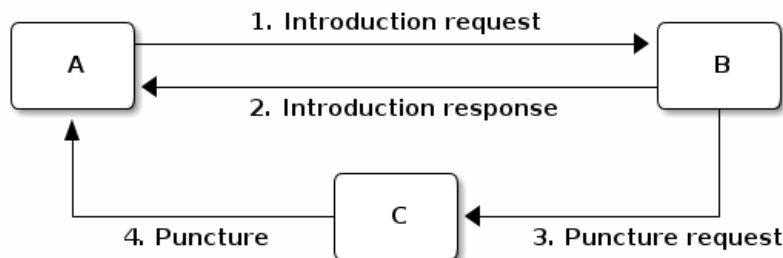 1. Introduction request
A
B
2. Introduction response
C
4. Puncture
3. Puncture request